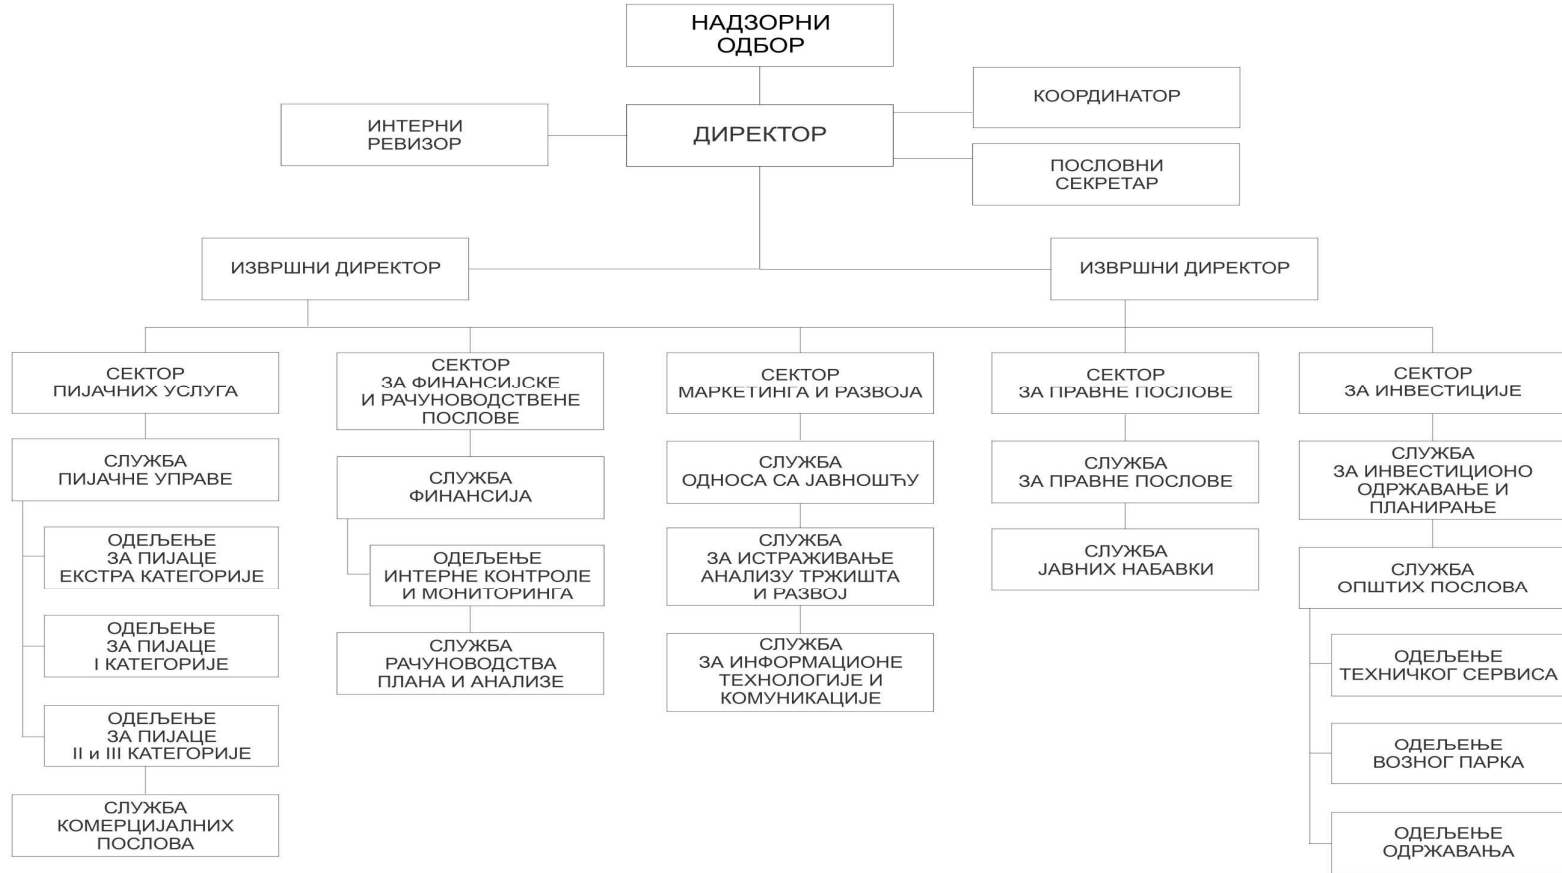 НАДЗОРНИ
ОДБОР
КООРДИНАТОР
ИНТЕРНИ
РЕВИЗОР
ДИРЕКТОР
ПОСЛОВНИ
СЕКРЕТАР
ИЗВРШНИ ДИРЕКТОР
ИЗВРШНИ ДИРЕКТОР
СЕКТОР
ПИЈАЧНИХ УСЛУГА
СЛУЖБА
ПИЈАЧНЕ УПРАВЕ
ОДЕЉЕЊЕ
ЗА ПИЈАЦЕ
ЕКСТРА КАТЕГОРИЈЕ
ОДЕЉЕЊЕ
ЗА ПИЈАЦЕ
I КАТЕГОРИЈЕ
ОДЕЉЕЊЕ
ЗА ПИЈАЦЕ
II и III КАТЕГОРИЈЕ
СЛУЖБА
КОМЕРЦИЈАЛНИХ
ПОСЛОВА
СЕКТОР
ЗА ФИНАНСИЈСКЕ
И РАЧУНОВОДСТВЕНЕ
ПОСЛОВЕ
СЛУЖБА
ФИНАНСИЈА
ОДЕЉЕЊЕ
ИНТЕРНЕ КОНТРОЛЕ
И МОНИТОРИНГА
СЛУЖБА
РАЧУНОВОДСТВА
ПЛАНА И АНАЛИЗЕ
СЕКТОР
МАРКЕТИНГА И РАЗВОЈА
СЛУЖБА
ОДНОСА СА ЈАВНОШЋУ
СЛУЖБА
ЗА ИСТРАЖИВАЊЕ
АНАЛИЗУ ТРЖИШТА
И РАЗВОЈ
СЛУЖБА
ЗА ИНФОРМАЦИОНЕ
ТЕХНОЛОГИЈЕ И
КОМУНИКАЦИЈЕ
СЕКТОР
ЗА ПРАВНЕ ПОСЛОВЕ
СЛУЖБА
ЗА ПРАВНЕ ПОСЛОВЕ
СЛУЖБА
ЈАВНИХ НАБАВКИ
СЕКТОР
ЗА ИНВЕСТИЦИЈЕ
СЛУЖБА
ЗА ИНВЕСТИЦИОНО
ОДРЖАВАЊЕ И
ПЛАНИРАЊЕ
СЛУЖБА
ОПШТИХ ПОСЛОВА
ОДЕЉЕЊЕ
ТЕХНИЧКОГ СЕРВИСА
ОДЕЉЕЊЕ
ВОЗНОГ ПАРКА
ОДЕЉЕЊЕ
ОДРЖАВАЊА